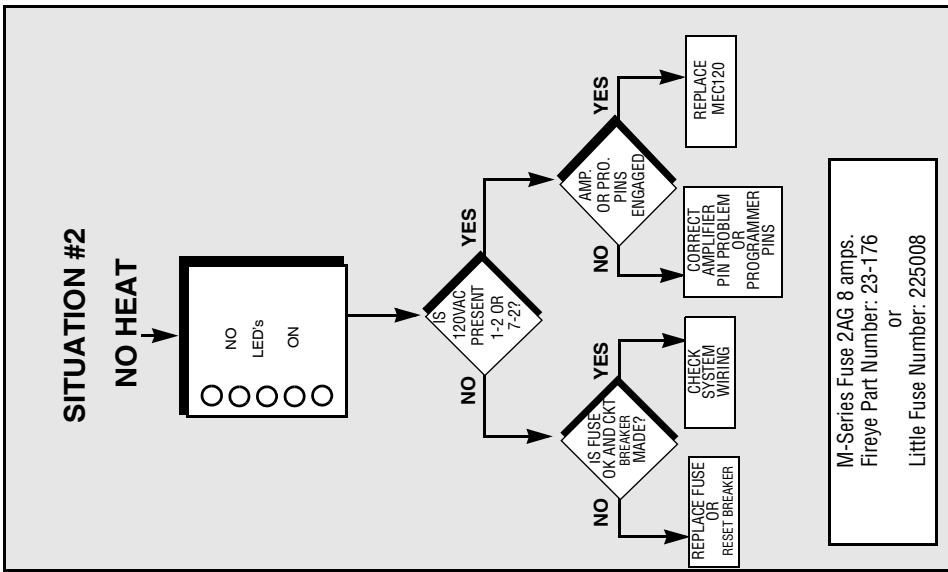 SITUATION #2
NO HEAT
NO
LED's
ON
IS
120VAC
PRESENT
1-2 OR
7-2?
NO
YES
IS FUSE
OK AND CKT
BREAKER
MADE?
NO
YES
REPLACE FUSE
OR
RESET BREAKER
CHECK
SYSTEM
WIRING
AMP.
OR PRO.
PINS
ENGAGED
NO
YES
CORRECT
AMPLIFIER
PIN PROBLEM
OR
PROGRAMMER
PINS
REPLACE
MEC120
M-Series Fuse 2AG 8 amps.
Fireye Part Number: 23-176
or
Little Fuse Number: 225008